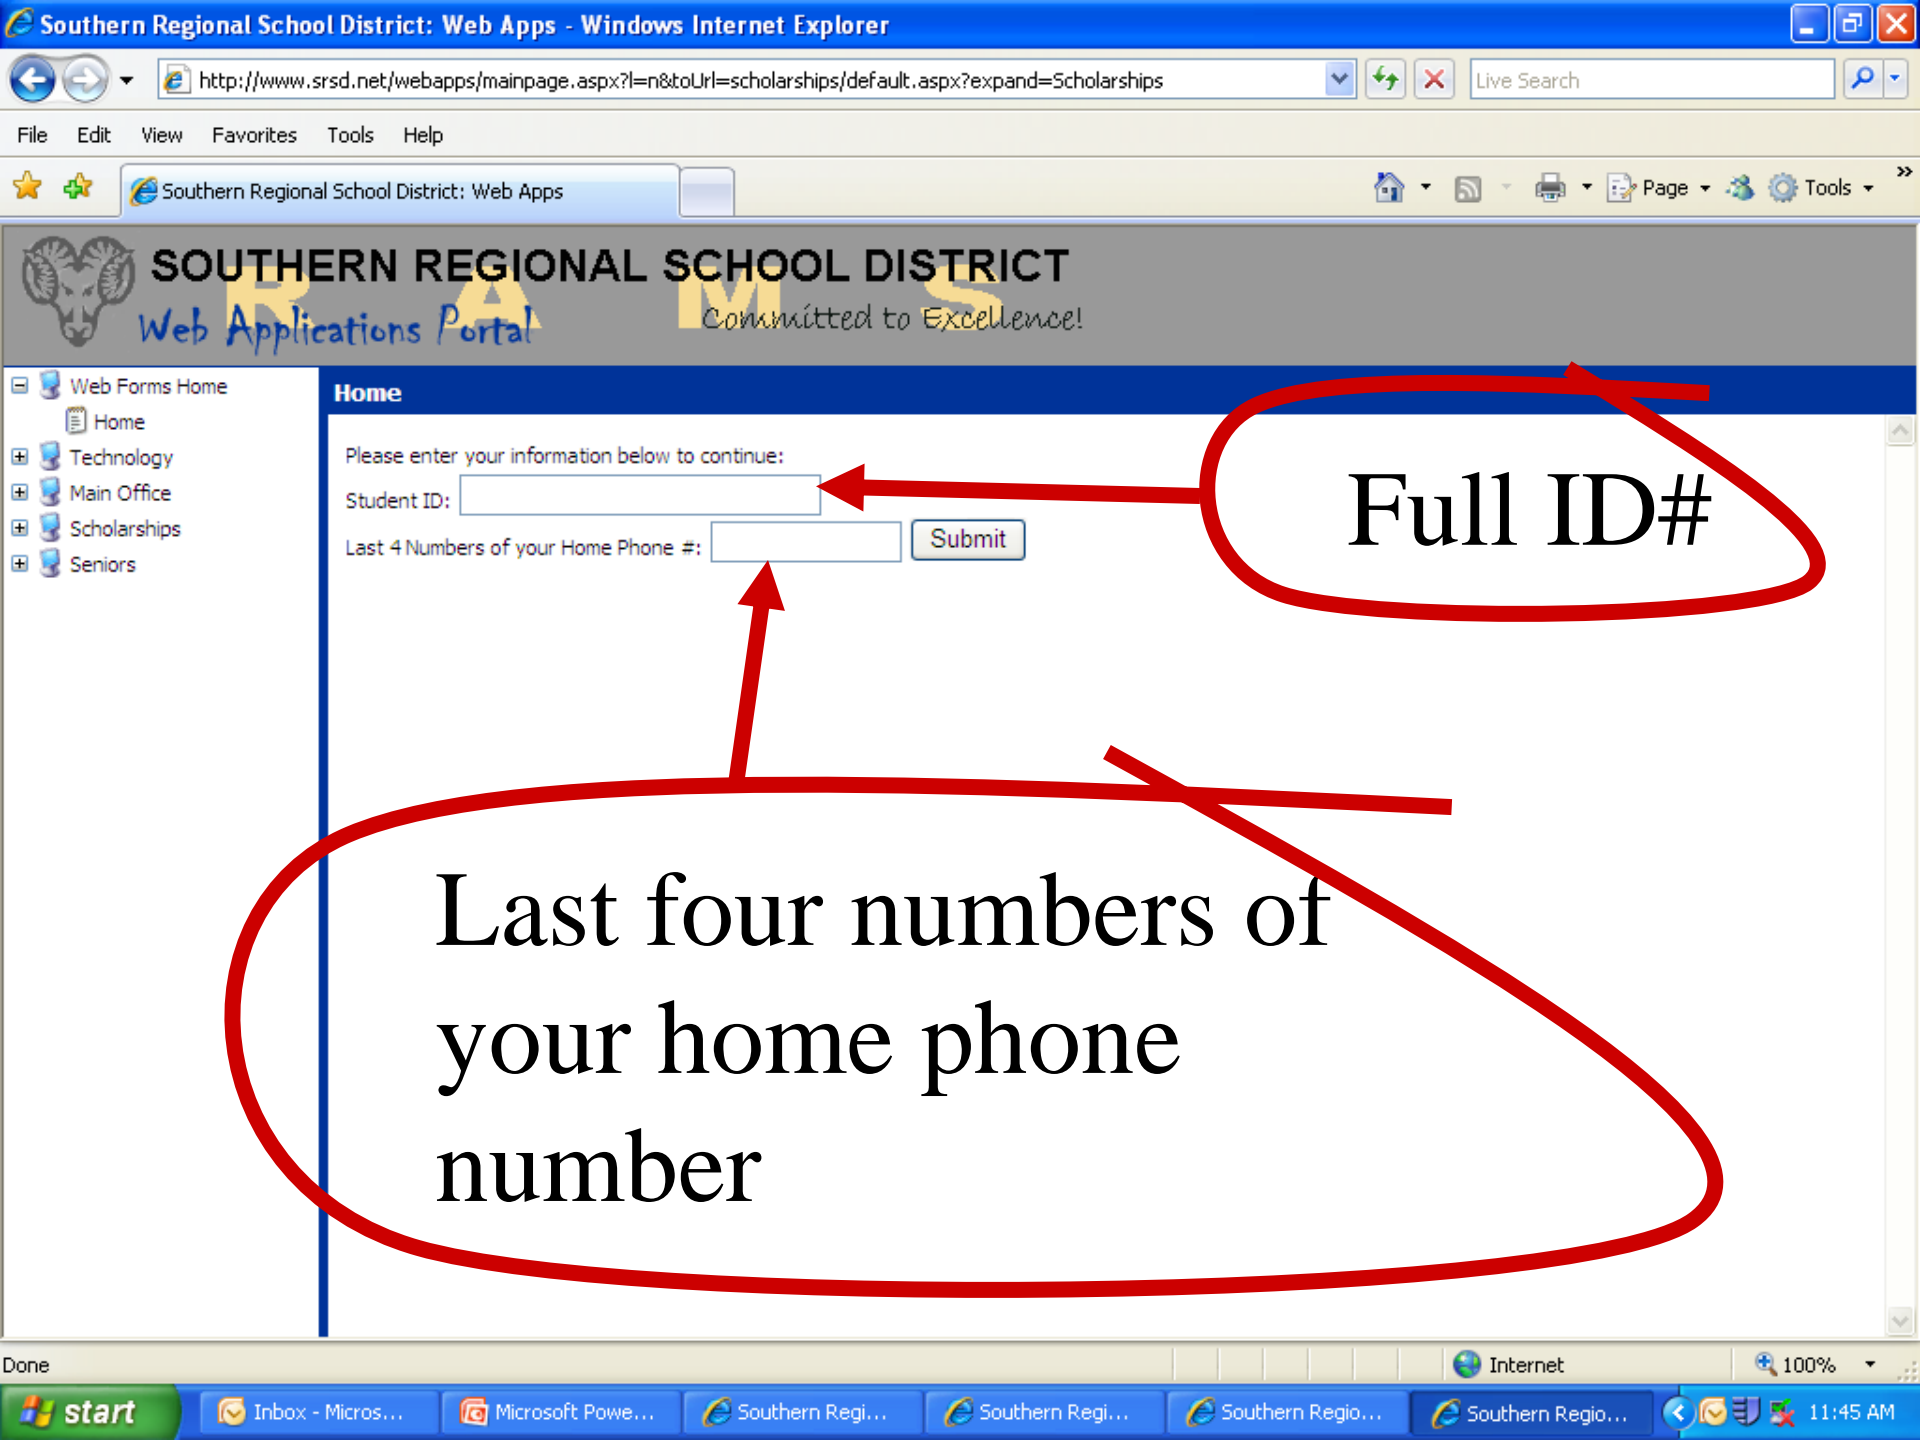 Southern Regional School District: Web Apps - Windows Internet Explorer
http://www.srsd.net/webapps/mainpage.aspx?l=n&toUrl=scholarships/default.aspx?expand=Scholarships
Live Search
File Edit View Favorites Tools Help
Southern Regional School District: Web Apps
Page Tools »
SOUTHERN REGIONAL SCHOOL DISTRICT
R A M S
Web Applications Portal
Committed to Excellence!
Web Forms Home
Home
Technology
Main Office
Scholarships
Seniors
Home
Please enter your information below to continue:
Student ID:
Last 4 Numbers of your Home Phone #: Submit
Full ID#
Last four numbers of
your home phone
number
Done
Internet
100%
start
Inbox - Micros...
Microsoft Powe...
Southern Regi...
Southern Regi...
Southern Regio...
Southern Regio...
11:45 AM